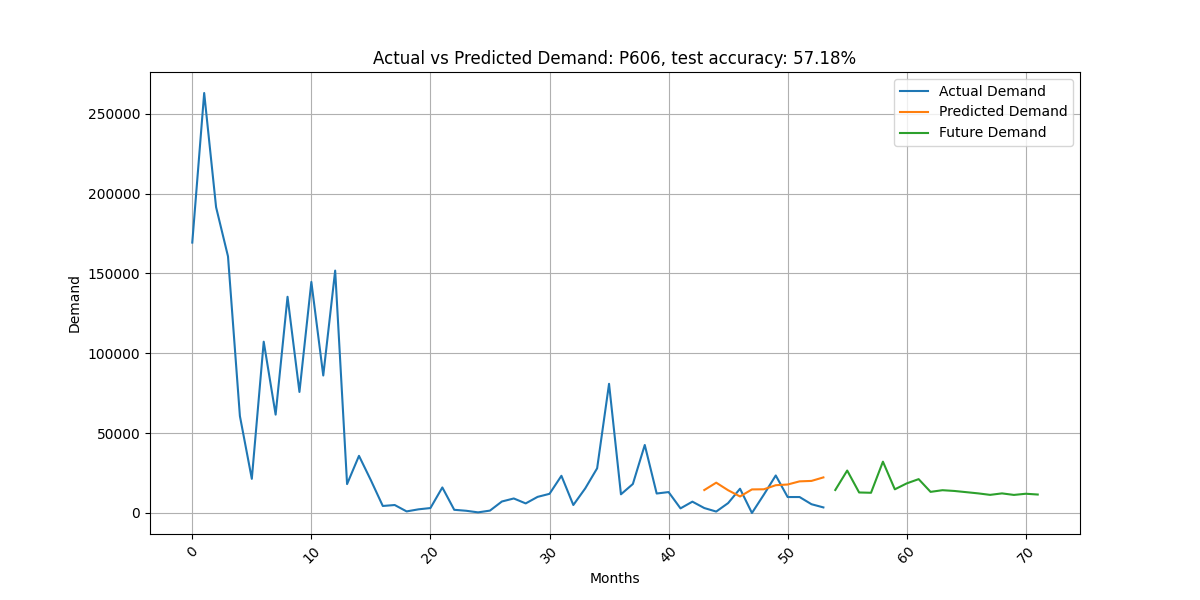 Actual vs Predicted Demand: P606, test accuracy: 57.18%
Actual Demand
Predicted Demand
Future Demand
Demand
250000
200000
150000
100000
50000
0
0
10
20
30
40
50
60
70
Months